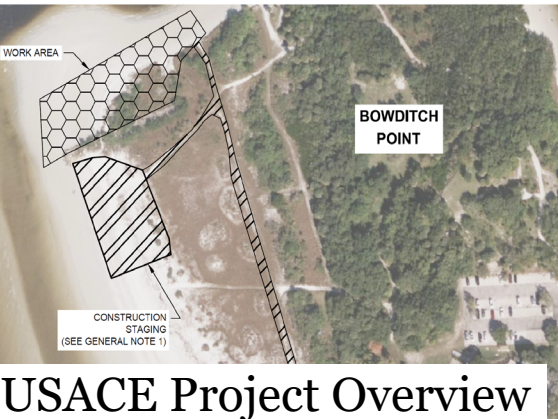 WORK AREA
BOWDITCH
POINT
CONSTRUCTION
STAGING
(SEE GENERAL NOTE 1)
USACE Project Overview